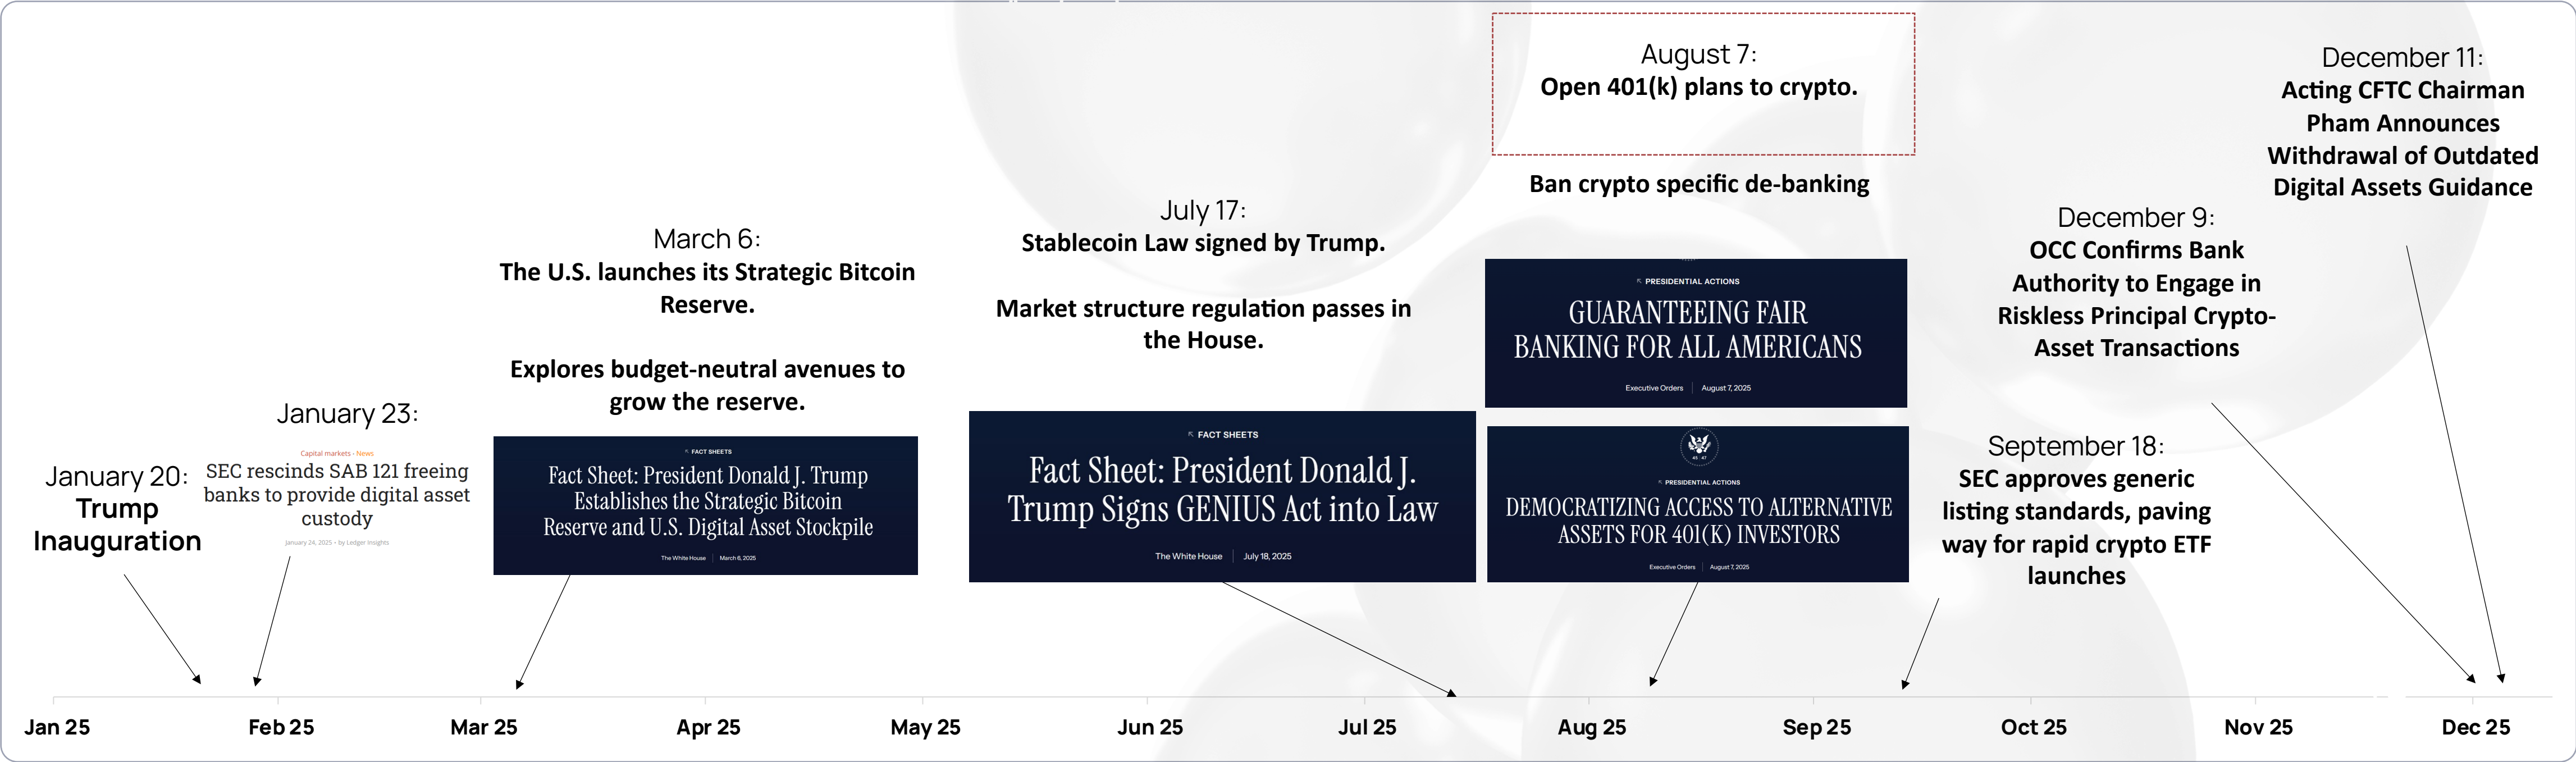 January 20:
Trump
Inauguration
January 23:
Capital markets • News
SEC rescinds SAB 121 freeing
banks to provide digital asset
custody
January 24, 2025 • by Ledger Insights
March 6:
The U.S. launches its Strategic Bitcoin
Reserve.
Explores budget-neutral avenues to
grow the reserve.
FACT SHEETS
Fact Sheet: President Donald J. Trump
Establishes the Strategic Bitcoin
Reserve and U.S. Digital Asset Stockpile
The White House | March 6, 2025
July 17:
Stablecoin Law signed by Trump.
Market structure regulation passes in
the House.
FACT SHEETS
Fact Sheet: President Donald J.
Trump Signs GENIUS Act into Law
The White House | July 18, 2025
August 7:
Open 401(k) plans to crypto.
Ban crypto specific de-banking
PRESIDENTIAL ACTIONS
GUARANTEEING FAIR
BANKING FOR ALL AMERICANS
Executive Orders | August 7, 2025
45 47
PRESIDENTIAL ACTIONS
DEMOCRATIZING ACCESS TO ALTERNATIVE
ASSETS FOR 401(K) INVESTORS
Executive Orders | August 7, 2025
September 18:
SEC approves generic
listing standards, paving
way for rapid crypto ETF
launches
December 9:
OCC Confirms Bank
Authority to Engage in
Riskless Principal Crypto-
Asset Transactions
December 11:
Acting CFTC Chairman
Pham Announces
Withdrawal of Outdated
Digital Assets Guidance
Jan 25
Feb 25
Mar 25
Apr 25
May 25
Jun 25
Jul 25
Aug 25
Sep 25
Oct 25
Nov 25
Dec 25